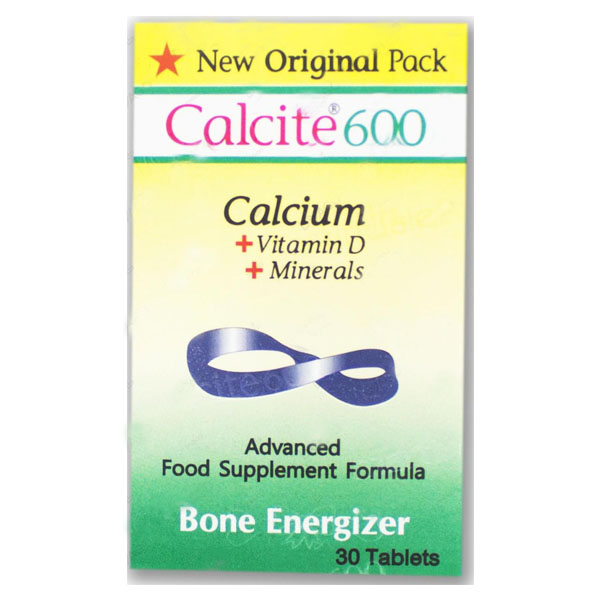 ★ New Original Pack
Calcite® 600
Calcium
+ Vitamin D
+ Minerals
Advanced
Food Supplement Formula
Bone Energizer
30 Tablets